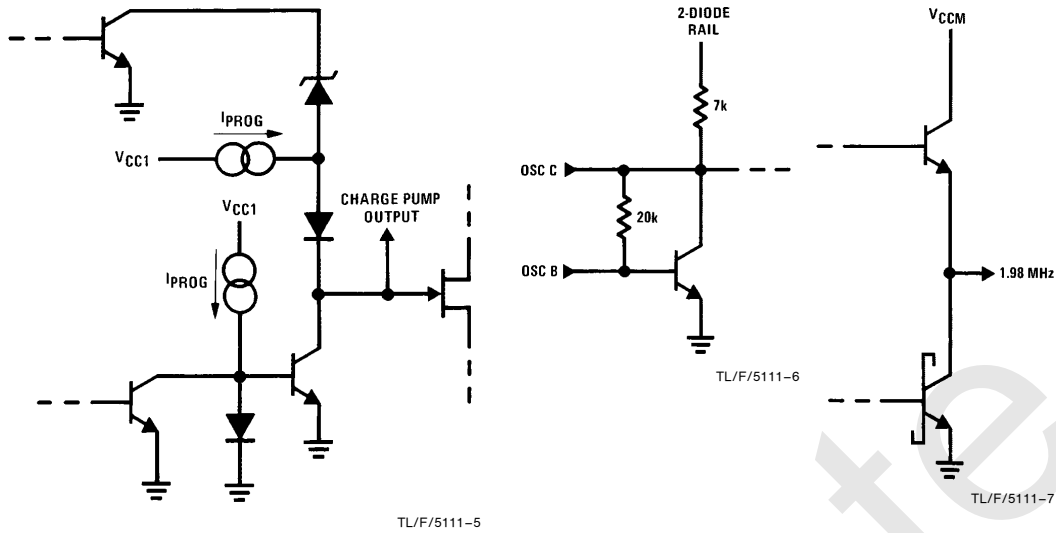 I_PROG
V_CC1
V_CC1
I_PROG
CHARGE PUMP
OUTPUT
TL/F/5111–5
2-DIODE
RAIL
7k
OSC C
20k
OSC B
TL/F/5111–6
V_CCM
1.98 MHz
TL/F/5111–7
te